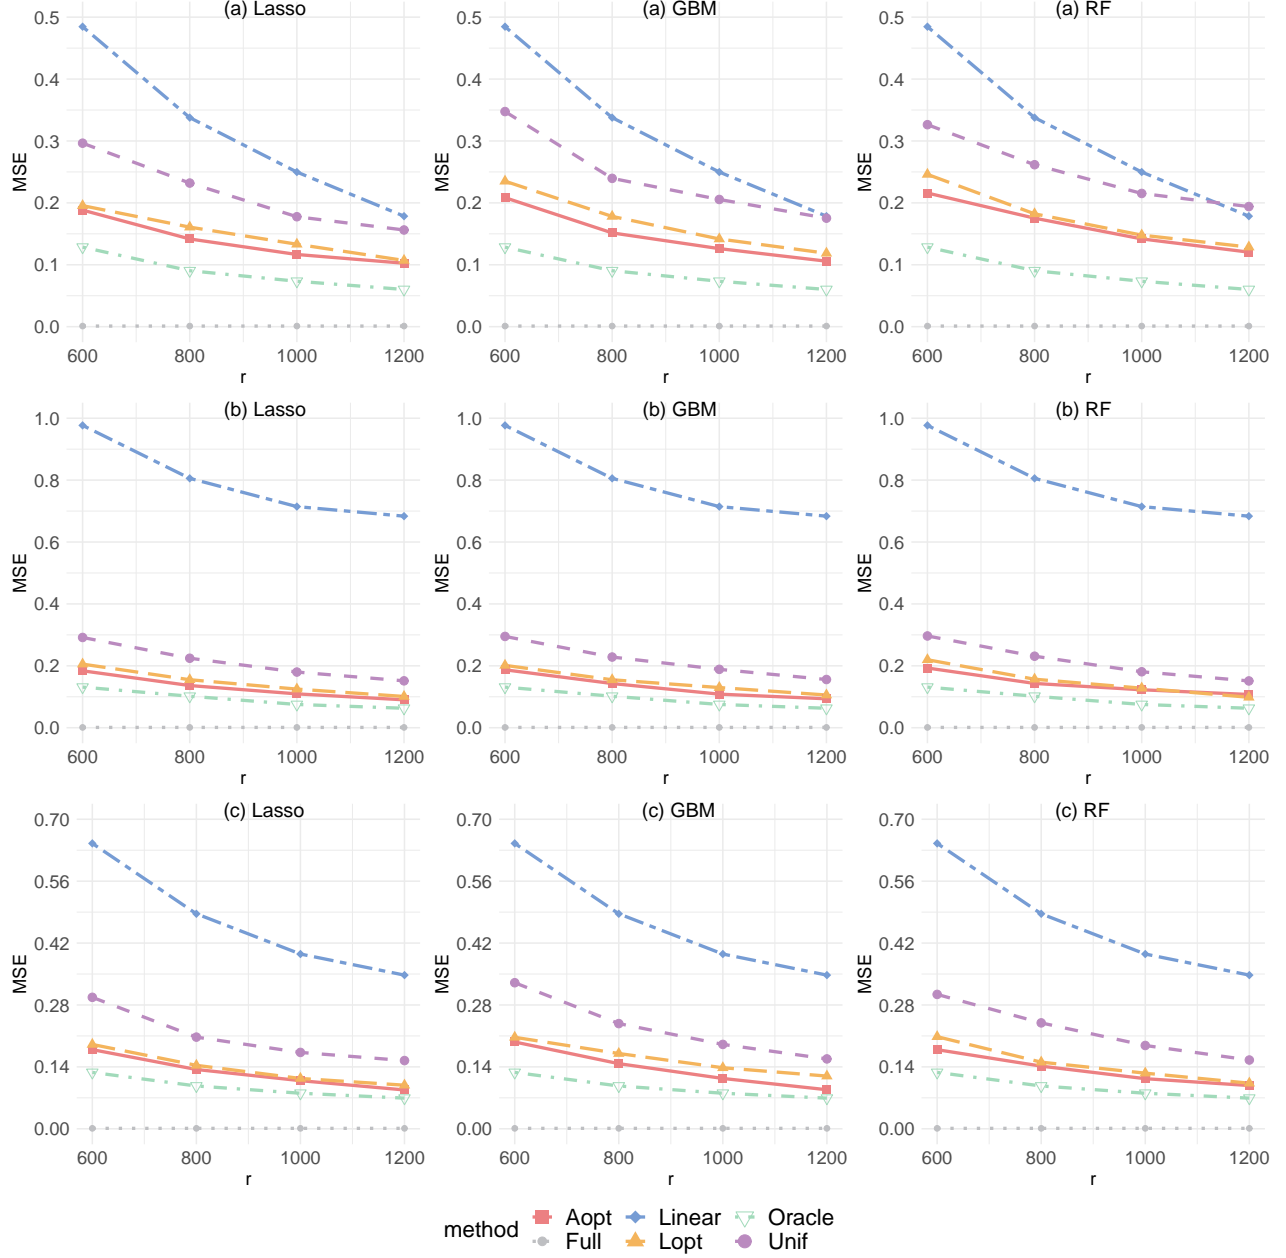 (a) Lasso
(a) GBM
(a) RF
0.5
0.4
0.3
0.2
0.1
0.0
MSE
600 800 1000 1200
r
0.5
0.4
0.3
0.2
0.1
0.0
MSE
600 800 1000 1200
r
0.5
0.4
0.3
0.2
0.1
0.0
MSE
600 800 1000 1200
r
(b) Lasso
(b) GBM
(b) RF
1.0
0.8
0.6
0.4
0.2
0.0
MSE
600 800 1000 1200
r
1.0
0.8
0.6
0.4
0.2
0.0
MSE
600 800 1000 1200
r
1.0
0.8
0.6
0.4
0.2
0.0
MSE
600 800 1000 1200
r
(c) Lasso
(c) GBM
(c) RF
0.70
0.56
0.42
0.28
0.14
0.00
MSE
600 800 1000 1200
r
0.70
0.56
0.42
0.28
0.14
0.00
MSE
600 800 1000 1200
r
0.70
0.56
0.42
0.28
0.14
0.00
MSE
600 800 1000 1200
r
method
Aopt Linear Oracle
Full Lopt Unif